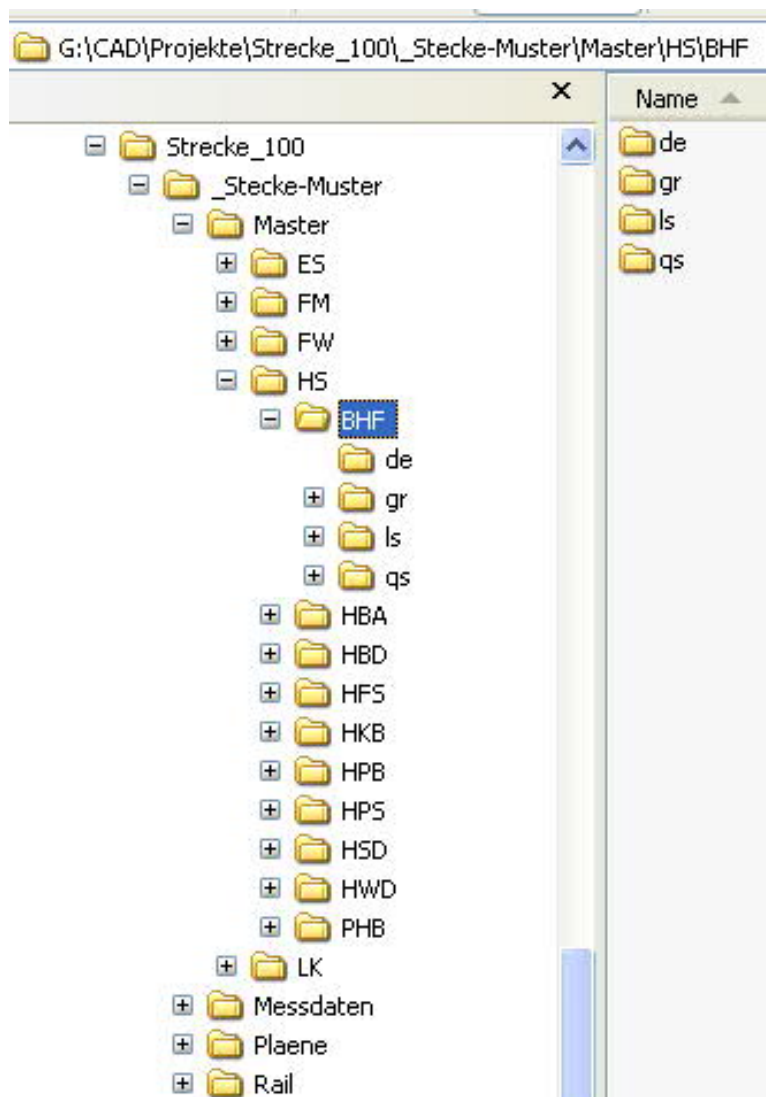 G:\CAD\Projekte\Strecke_100\_Stecke-Muster\Master\HS\BHF
Strecke_100
_Stecke-Muster
Master
ES
FM
FW
HS
BHF
de
gr
ls
qs
HBA
HBD
HFS
HKB
HPB
HPS
HSD
HWD
PHB
LK
Messdaten
Plaene
Rail
Name
de
gr
ls
qs